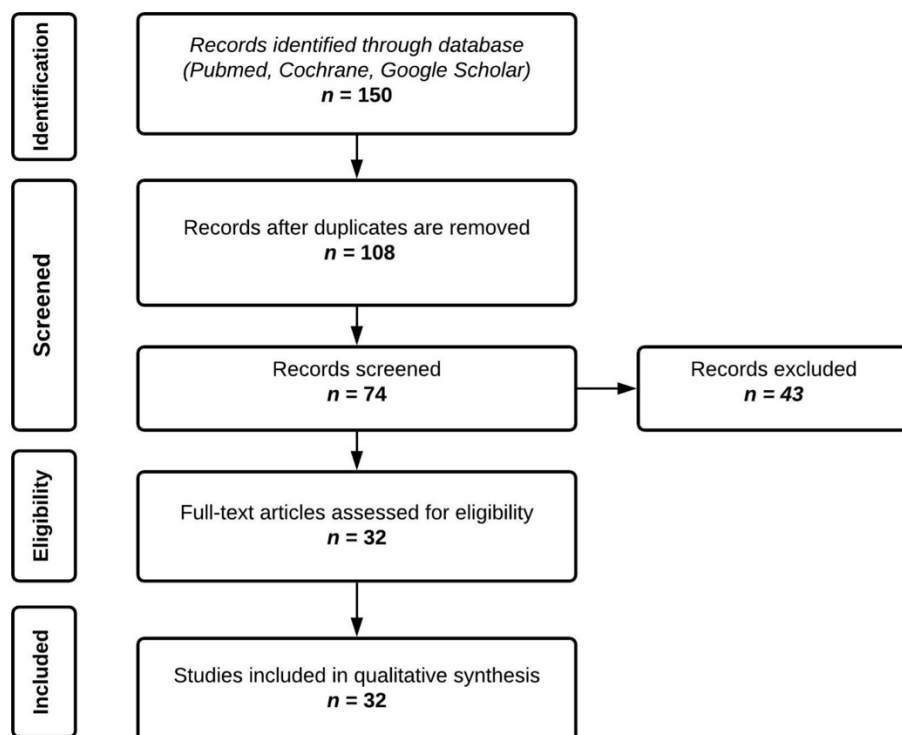 Identification
Records identified through database
(Pubmed, Cochrane, Google Scholar)
n = 150
Screened
Records after duplicates are removed
n = 108
Records screened
n = 74
Records excluded
n = 43
Eligibility
Full-text articles assessed for eligibility
n = 32
Included
Studies included in qualitative synthesis
n = 32